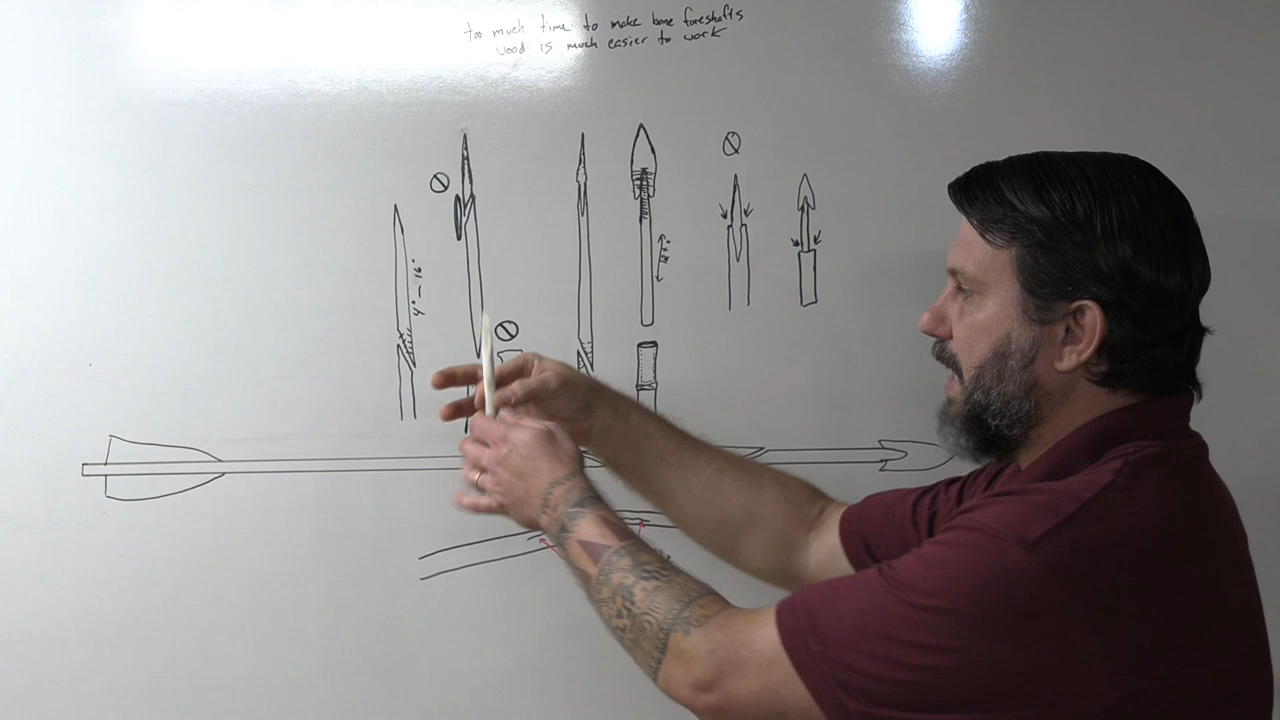 too much time to make bone foreshafts
wood is much easier to work
4" — 16"